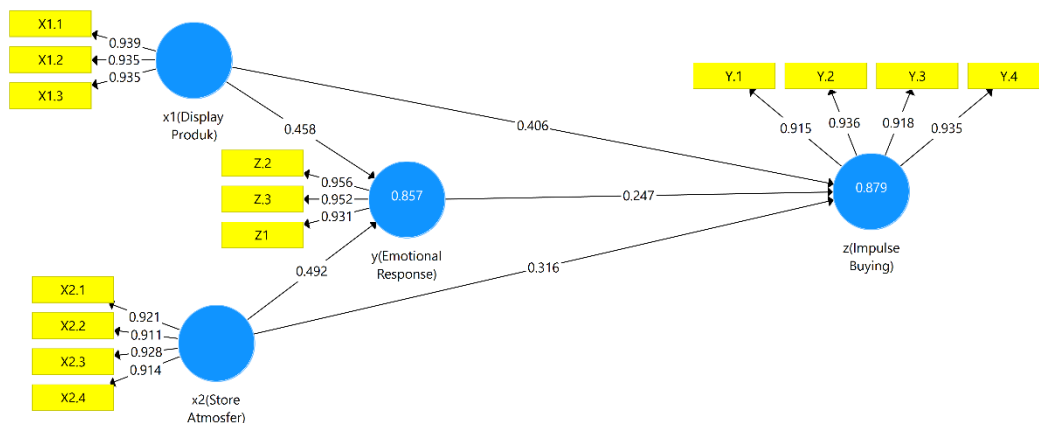 X1.1
0.939
X1.2
0.935
X1.3
0.935
x1(Display
Produk)
Y.1
Y.2
Y.3
Y.4
0.915
0.936
0.918
0.935
0.406
0.458
Z.2
0.956
Z.3
0.952
Z1
0.931
0.857
y(Emotional
Response)
0.247
0.879
z(Impulse
Buying)
0.492
0.316
X2.1
0.921
X2.2
0.911
X2.3
0.928
X2.4
0.914
x2(Store
Atmosfer)